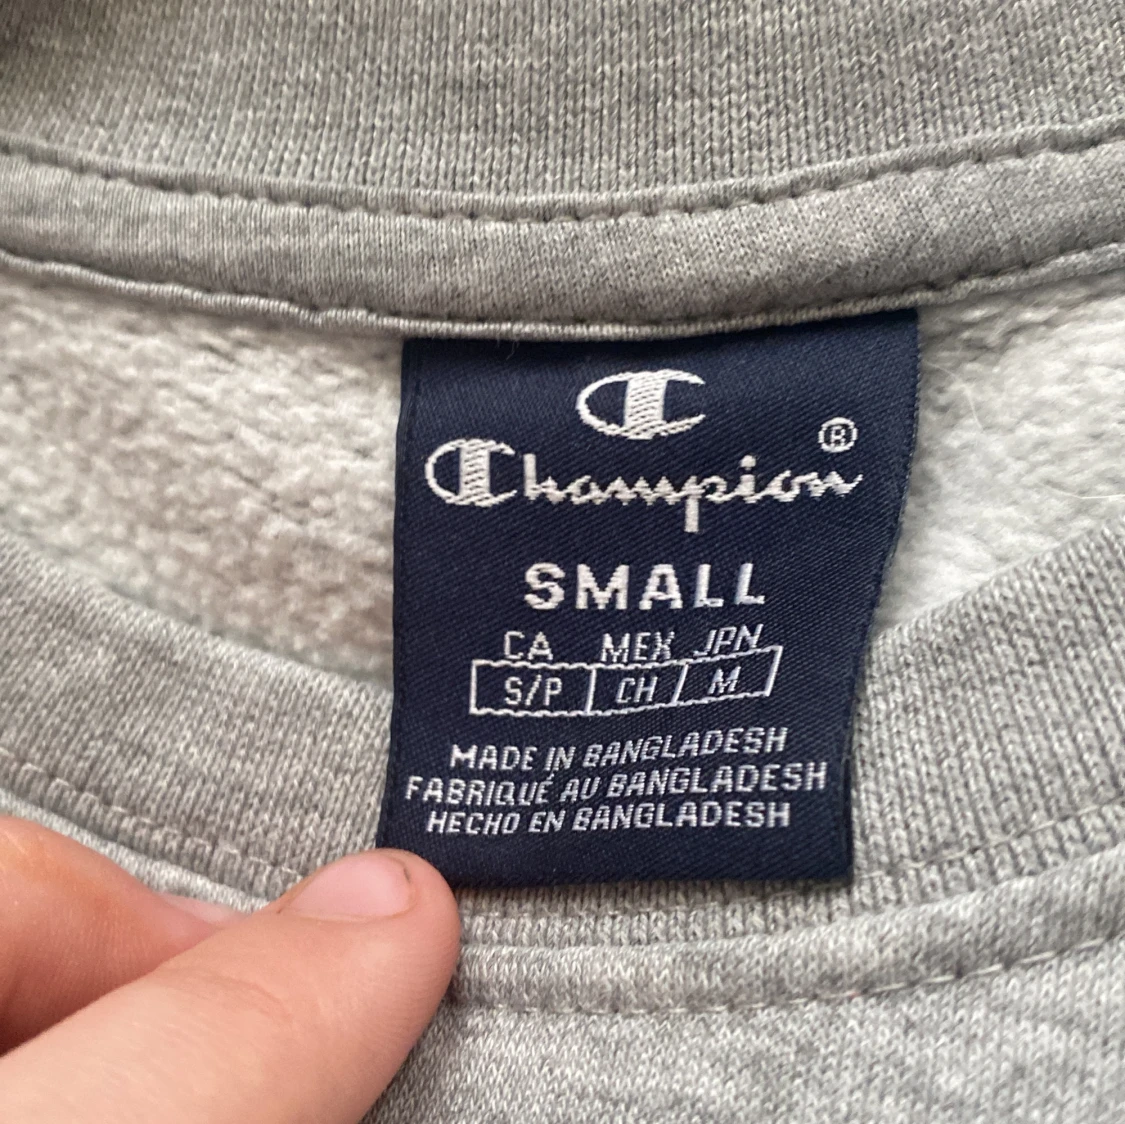 C
Champion®
SMALL
CA MEX JPN
S/P CH M
MADE IN BANGLADESH
FABRIQUÉ AU BANGLADESH
HECHO EN BANGLADESH